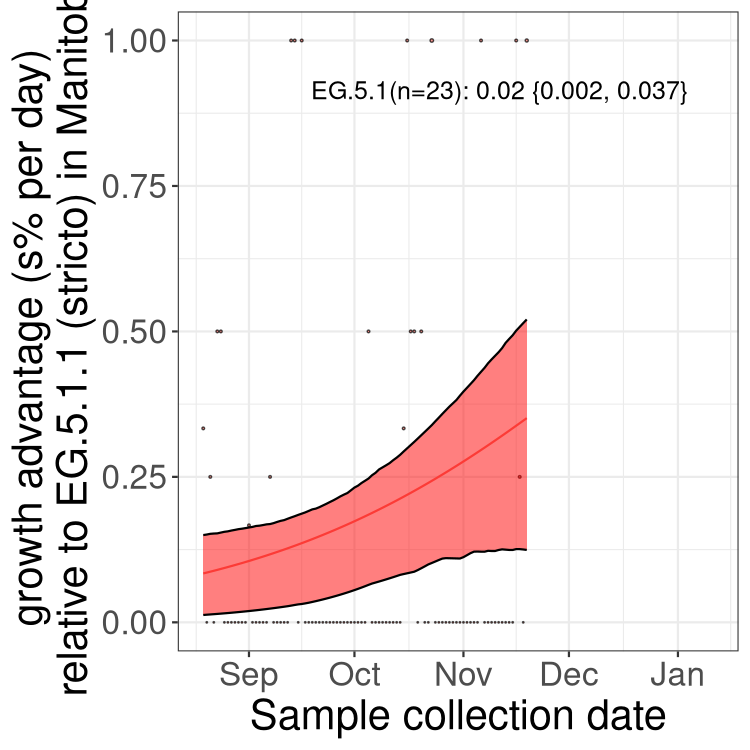 growth advantage (s% per day)
relative to EG.5.1.1 (stricto) in Manitob
1.00
0.75
0.50
0.25
0.00
EG.5.1(n=23): 0.02 {0.002, 0.037}
Sep Oct Nov Dec Jan
Sample collection date